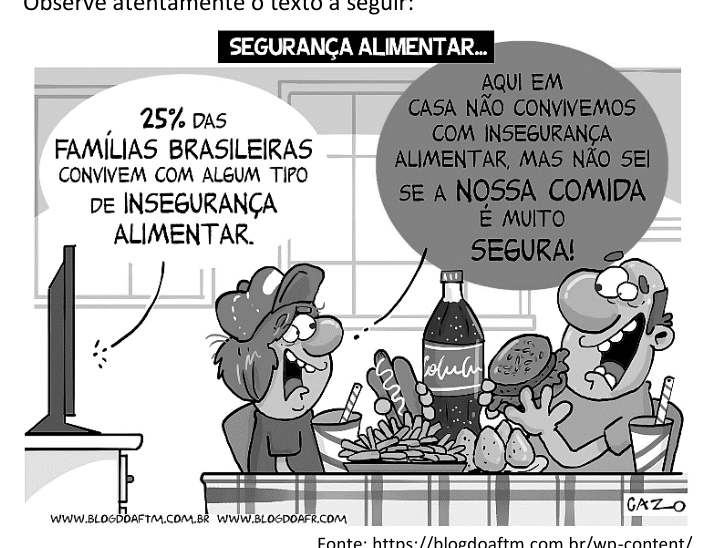 Observe atentamente o texto a seguir:
SEGURANÇA ALIMENTAR...
25% DAS
FAMÍLIAS BRASILEIRAS
CONVIVEM COM ALGUM TIPO
DE INSEGURANÇA
ALIMENTAR.
AQUI EM
CASA NÃO CONVIVEMOS
COM INSEGURANÇA
ALIMENTAR, MAS NÃO SEI
SE A NOSSA COMIDA
É MUITO
SEGURA!
CAZO
WWW.BLOGDOAFTM.COM.BR WWW.BLOGDOAFR.COM
Fonte: https://blogdoaftm.com.br/wp-content/